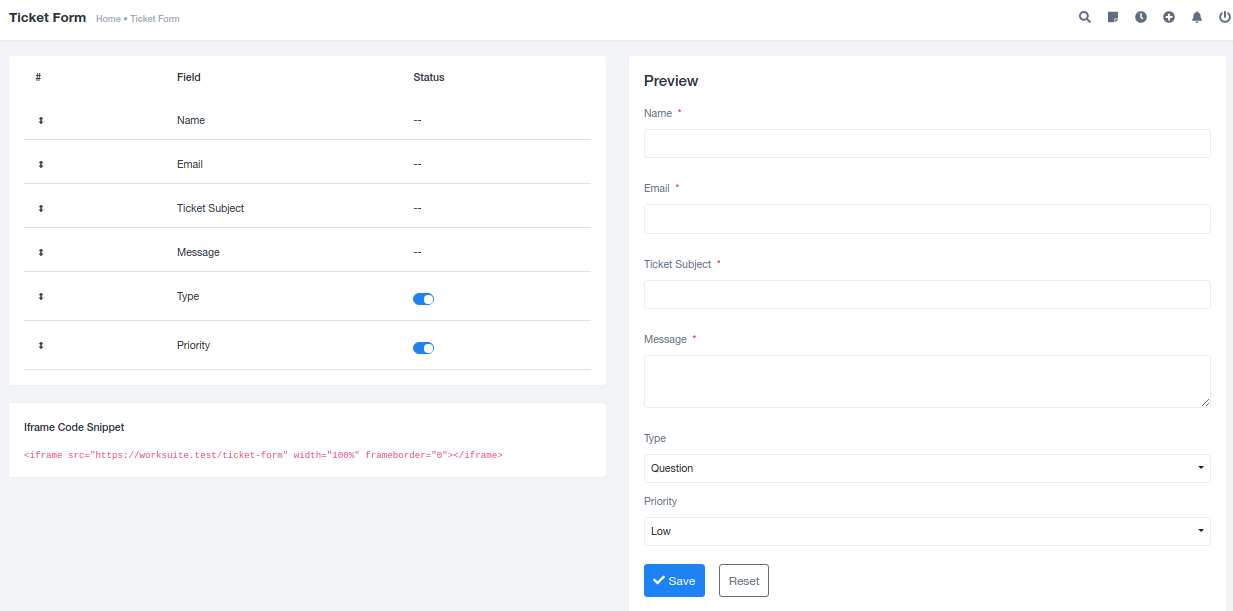 Ticket Form Home • Ticket Form
# Field Status
Name --
Email --
Ticket Subject --
Message --
Type
Priority
Iframe Code Snippet
<iframe src="https://worksuite.test/ticket-form" width="100%" frameborder="0"></iframe>
Preview
Name *
Email *
Ticket Subject *
Message *
Type
Question
Priority
Low
Save Reset